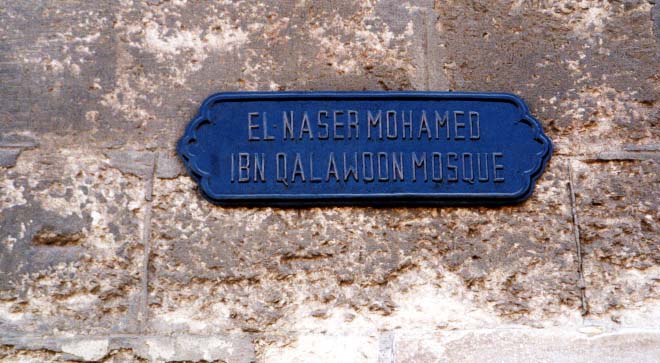 EL-NASER MOHAMED
IBN QALAWOON MOSQUE